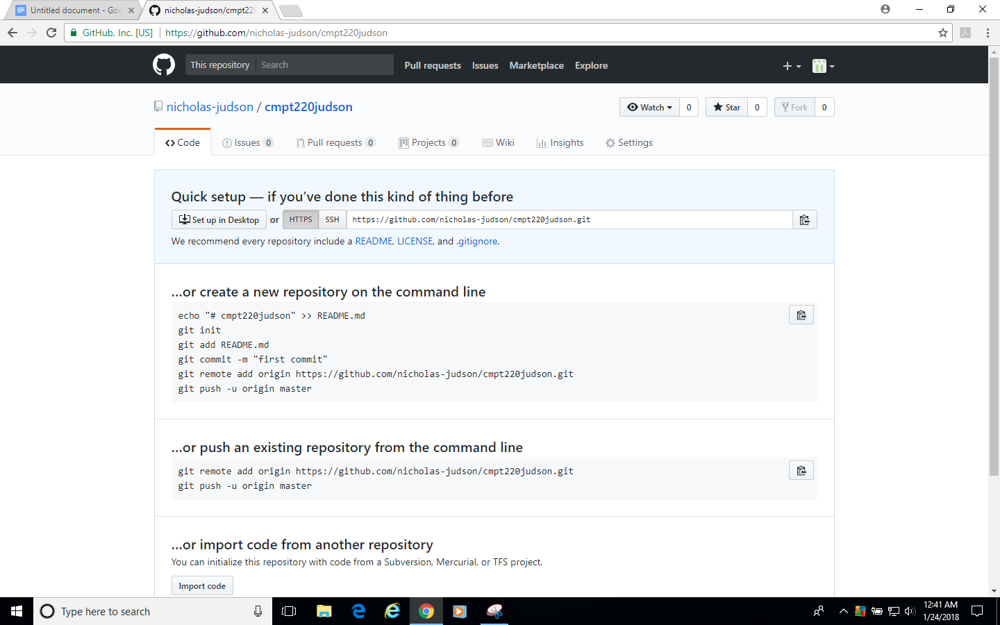 Untitled document - Goo
nicholas-judson/cmpt220
GitHub, Inc. [US] https://github.com/nicholas-judson/cmpt220judson
This repository Search Pull requests Issues Marketplace Explore
nicholas-judson / cmpt220judson Watch 0 Star 0 Fork 0
Code Issues 0 Pull requests 0 Projects 0 Wiki Insights Settings
Quick setup — if you’ve done this kind of thing before
Set up in Desktop or HTTPS SSH https://github.com/nicholas-judson/cmpt220judson.git
We recommend every repository include a README, LICENSE, and .gitignore.
…or create a new repository on the command line
echo "# cmpt220judson" >> README.md
git init
git add README.md
git commit -m "first commit"
git remote add origin https://github.com/nicholas-judson/cmpt220judson.git
git push -u origin master
…or push an existing repository from the command line
git remote add origin https://github.com/nicholas-judson/cmpt220judson.git
git push -u origin master
…or import code from another repository
You can initialize this repository with code from a Subversion, Mercurial, or TFS project.
Import code
Type here to search
12:41 AM
1/24/2018